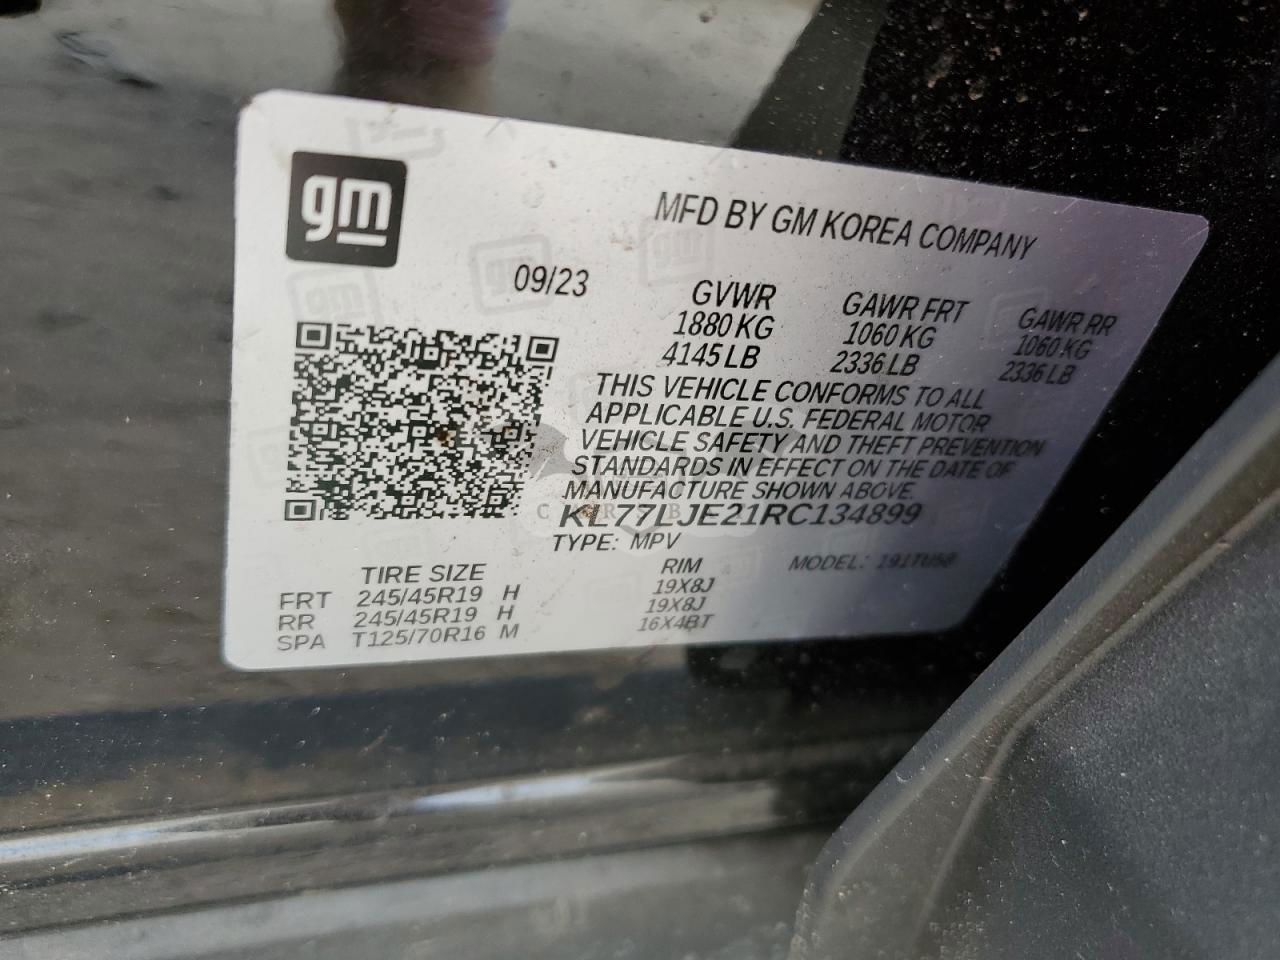 gm
MFD BY GM KOREA COMPANY
09/23 GVWR GAWR FRT GAWR RR
1880 KG 1060 KG 1060 KG
4145 LB 2336 LB 2336 LB
THIS VEHICLE CONFORMS TO ALL
APPLICABLE U.S. FEDERAL MOTOR
VEHICLE SAFETY AND THEFT PREVENTION
STANDARDS IN EFFECT ON THE DATE OF
MANUFACTURE SHOWN ABOVE.
KL77LJE21RC134899
TYPE: MPV MODEL: 191TU58
TIRE SIZE RIM
FRT 245/45R19 H 19X8J
RR 245/45R19 H 19X8J
SPA T125/70R16 M 16X4BT